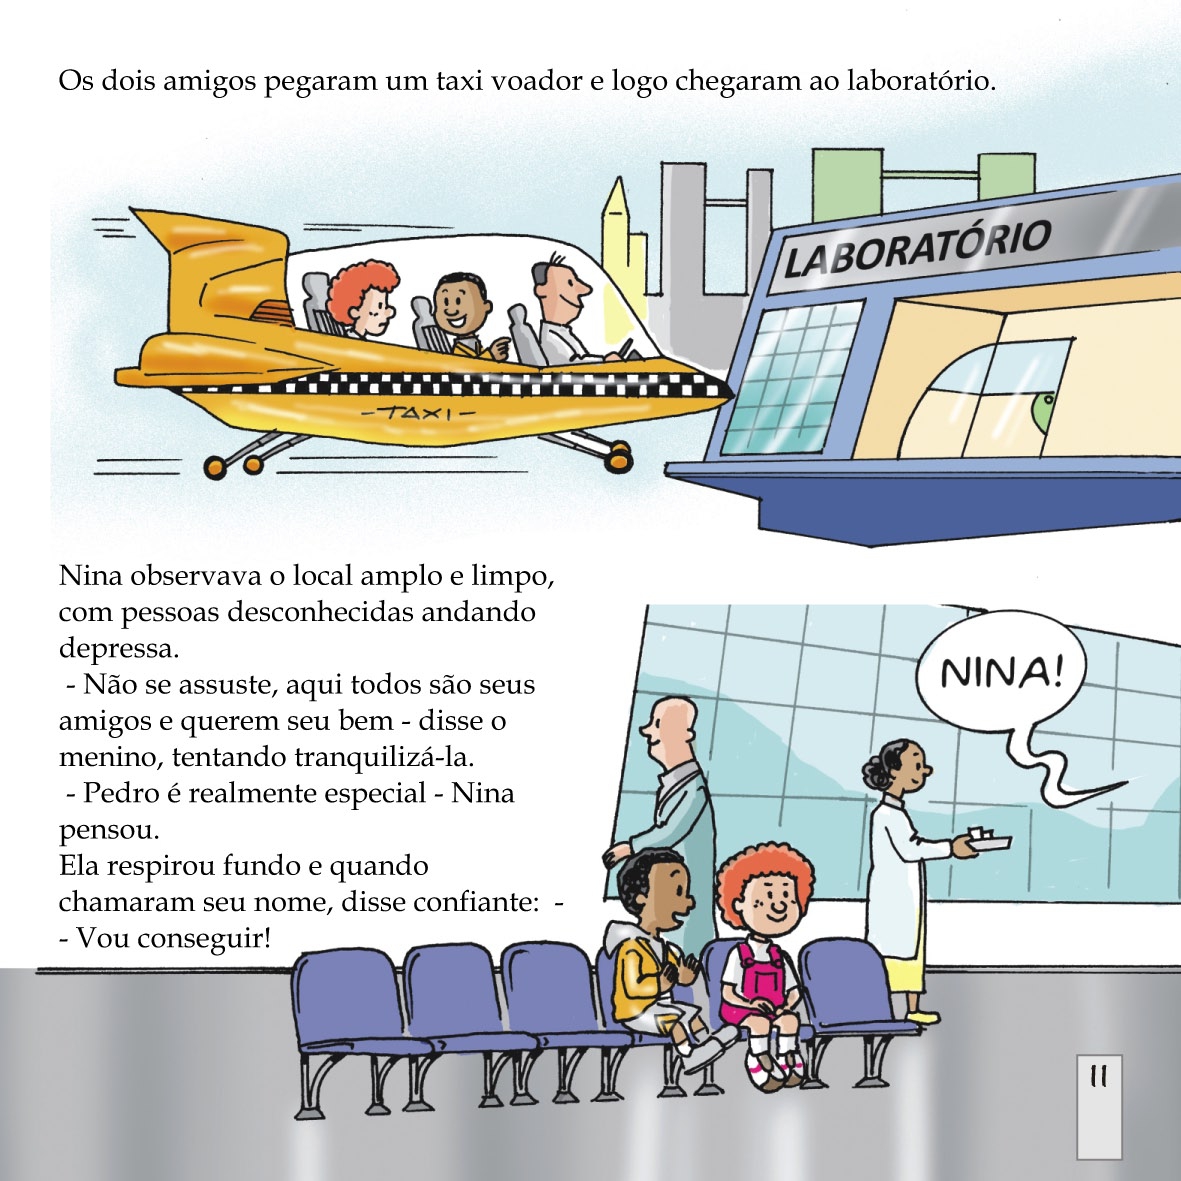 Os dois amigos pegaram um taxi voador e logo chegaram ao laboratório.
LABORATÓRIO
- TAXI -
Nina observava o local amplo e limpo,
com pessoas desconhecidas andando
depressa.
- Não se assuste, aqui todos são seus
amigos e querem seu bem - disse o
menino, tentando tranquilizá-la.
- Pedro é realmente especial - Nina
pensou.
Ela respirou fundo e quando
chamaram seu nome, disse confiante:  -
- Vou conseguir!
NINA!
11